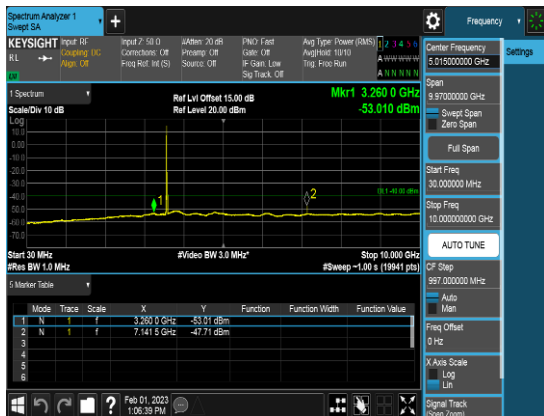 Spectrum Analyzer 1
Swept SA
Frequency
KEYSIGHT
Input: RF
Coupling: DC
Align: Off
Input Z: 50 Ω
Corrections: Off
Freq Ref: Int (S)
#Atten: 20 dB
Preamp: Off
Source: Off
PNO: Fast
Gate: Off
IF Gain: Low
Sig Track: Off
Avg Type: Power (RMS)
Avg|Hold: 10/10
Trig: Free Run
1 2 3 4 5 6
A W W W W W
A N N N N N
RL
1 Spectrum
Scale/Div 10 dB
Ref Lvl Offset 15.00 dB
Ref Level 20.00 dBm
Mkr1 3.260 0 GHz
-53.010 dBm
Log
10.0
0.00
-10.0
-20.0
-30.0
-40.0
-50.0
-60.0
-70.0
1
2
DL1 -40.00 dBm
Start 30 MHz
#Res BW 1.0 MHz
#Video BW 3.0 MHz*
Stop 10.000 GHz
#Sweep ~1.00 s (19941 pts)
5 Marker Table
Mode Trace Scale X Y Function Function Width Function Value
1 N 1 f 3.260 0 GHz -53.01 dBm
2 N 1 f 7.141 5 GHz -47.71 dBm
3
4
5
6
Feb 01, 2023
1:06:39 PM
Center Frequency
5.015000000 GHz
Settings
Span
9.97000000 GHz
Swept Span
Zero Span
Full Span
Start Freq
30.000000 MHz
Stop Freq
10.000000000 GHz
AUTO TUNE
CF Step
997.000000 MHz
Auto
Man
Freq Offset
0 Hz
X Axis Scale
Log
Lin
Signal Track
(Span Zoom)